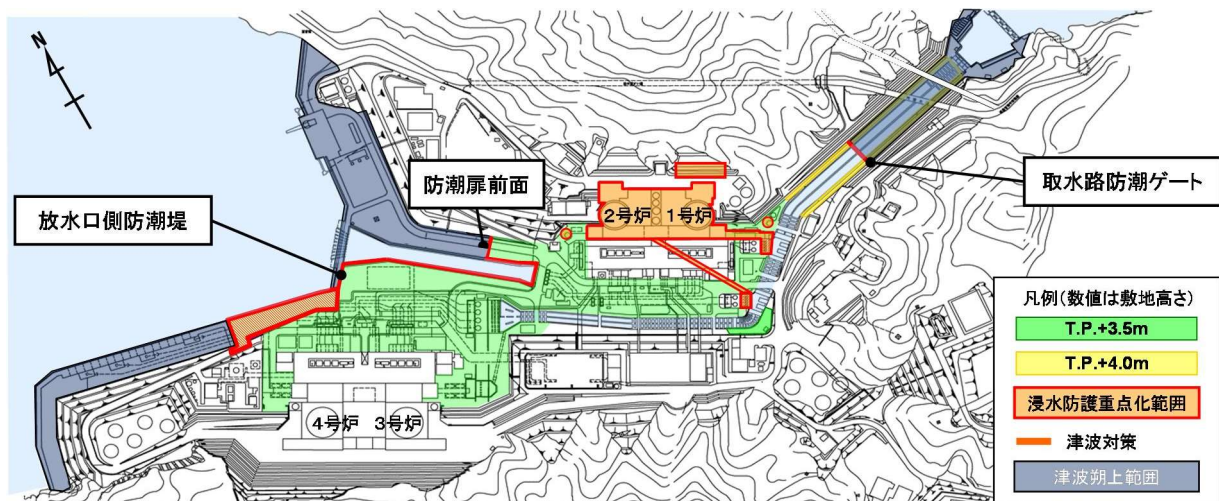 N
防潮扉前面
取水路防潮ゲート
放水口側防潮堤
2号炉
1号炉
4号炉
3号炉
凡例(数値は敷地高さ)
T.P.+3.5m
T.P.+4.0m
浸水防護重点化範囲
津波対策
津波朔上範囲